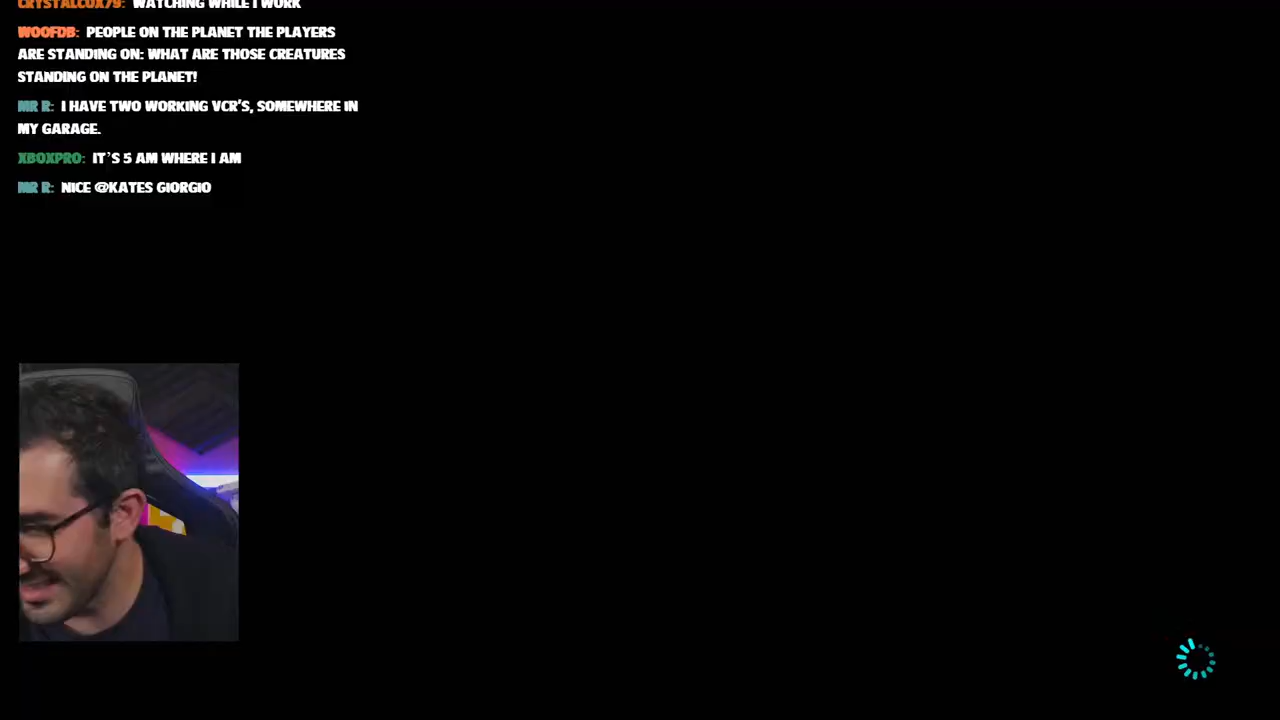 CRYSTALCOX79: WATCHING WHILE I WORK
WOOFDB: PEOPLE ON THE PLANET THE PLAYERS
ARE STANDING ON: WHAT ARE THOSE CREATURES
STANDING ON THE PLANET!
MR R: I HAVE TWO WORKING VCR'S, SOMEWHERE IN
MY GARAGE.
XBOXPRO: IT'S 5 AM WHERE I AM
MR R: NICE @KATES GIORGIO